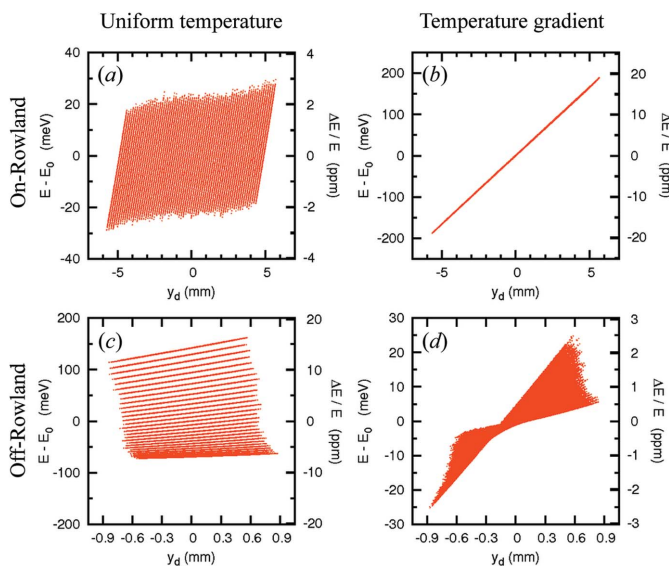 Uniform temperature
Temperature gradient
On-Rowland
(a)
E - E0 (meV)
40
20
0
-20
-40
4
2
0
-2
-4
ΔE / E (ppm)
-5 0 5
yd (mm)
(b)
E - E0 (meV)
200
100
0
-100
-200
20
10
0
-10
-20
ΔE / E (ppm)
-5 0 5
yd (mm)
Off-Rowland
(c)
E - E0 (meV)
200
150
100
50
0
-50
-100
-200
20
10
0
-10
-20
ΔE / E (ppm)
-0.9 -0.6 -0.3 0 0.3 0.6 0.9
yd (mm)
(d)
E - E0 (meV)
30
20
10
0
-10
-20
-30
3
2
1
0
-1
-2
-3
ΔE / E (ppm)
-0.9 -0.6 -0.3 0 0.3 0.6 0.9
yd (mm)